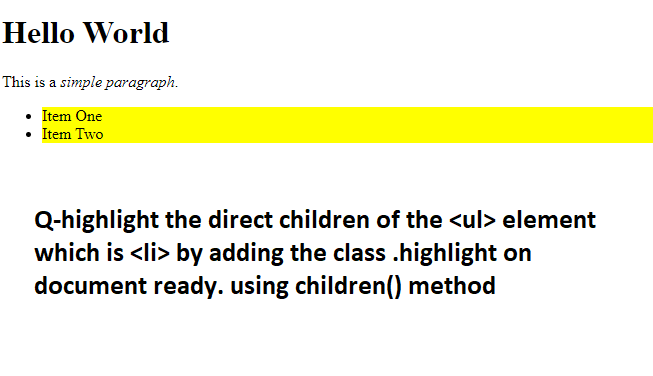 Hello World
This is a simple paragraph.
Item One
Item Two
Q-highlight the direct children of the <ul> element
which is <li> by adding the class .highlight on
document ready. using children() method